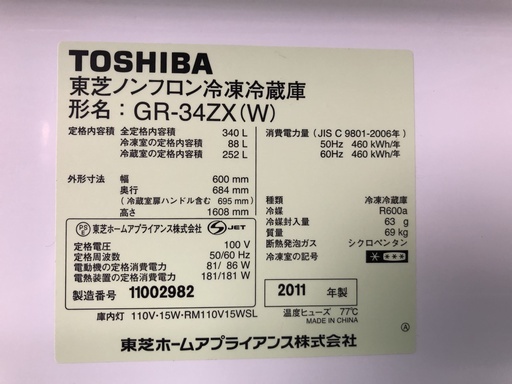 TOSHIBA
東芝ノンフロン冷凍冷蔵庫
形名：GR-34ZX(W)
定格内容積 全定格内容積 340 L
冷凍室の定格内容積 88 L
冷蔵室の定格内容積 252 L
外形寸法 幅 600 mm
奥行 684 mm
(冷蔵室扉ハンドル含む 695 mm)
高さ 1608 mm
PS E 東芝ホームアプライアンス株式会社 S JET
定格電圧 100 V
定格周波数 50/60 Hz
電動機の定格消費電力 81/ 86 W
電熱装置の定格消費電力 181/181 W
製造番号 11002982
庫内灯 110V･15W･RM110V15WSL
消費電力量 (JIS C 9801-2006年)
50Hz 460 kWh/年
60Hz 460 kWh/年
種類 冷凍冷蔵庫
冷媒 R600a
冷媒封入量 63 g
質量 69 kg
断熱発泡ガス シクロペンタン
冷凍室の記号 * ***
2011 年製
温度ヒューズ 77℃
MADE IN CHINA
Ⓐ
東芝ホームアプライアンス株式会社